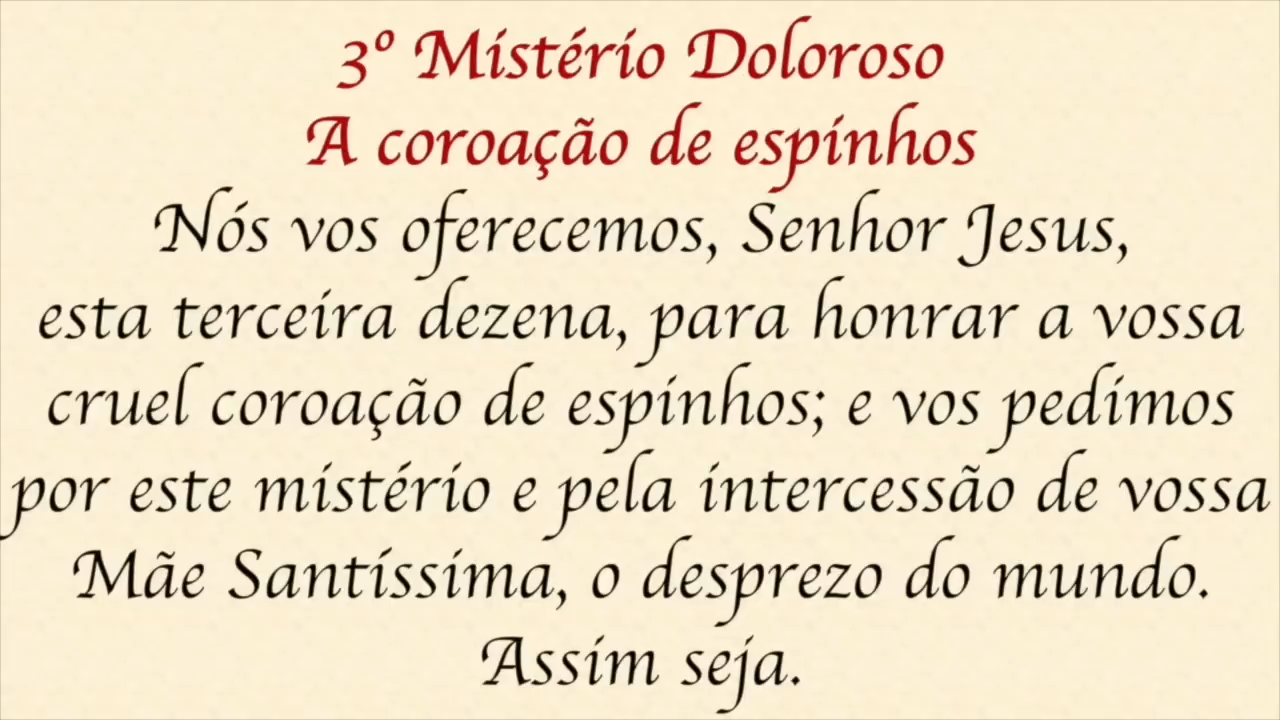 3º Mistério Doloroso
A coroação de espinhos
Nós vos oferecemos, Senhor Jesus,
esta terceira dezena, para honrar a vossa
cruel coroação de espinhos; e vos pedimos
por este mistério e pela intercessão de vossa
Mãe Santíssima, o desprezo do mundo.
Assim seja.